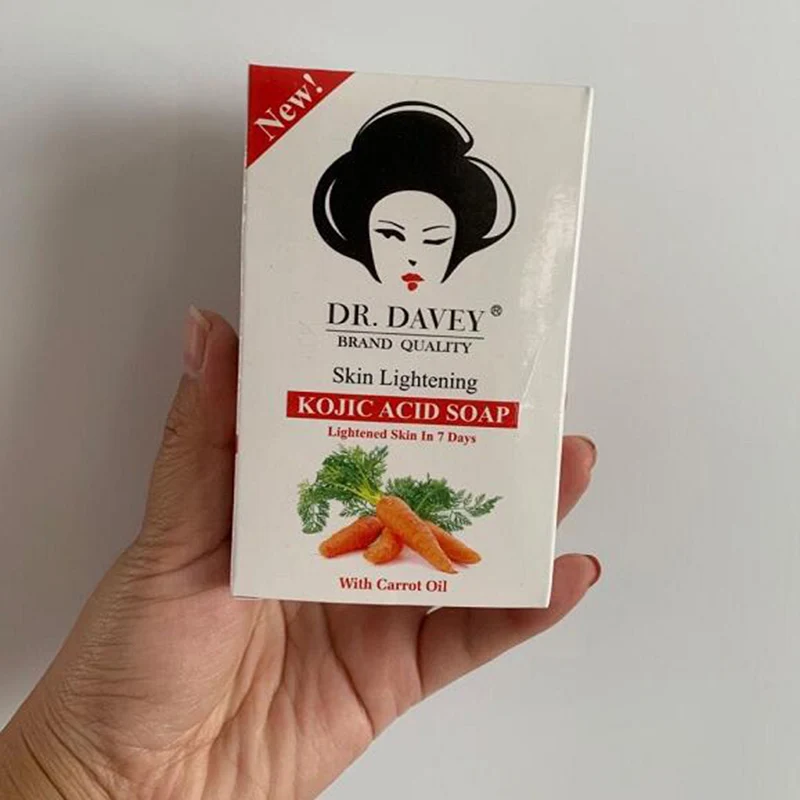 New!
DR. DAVEY ®
BRAND QUALITY
Skin Lightening
KOJIC ACID SOAP
Lightened Skin In 7 Days
With Carrot Oil